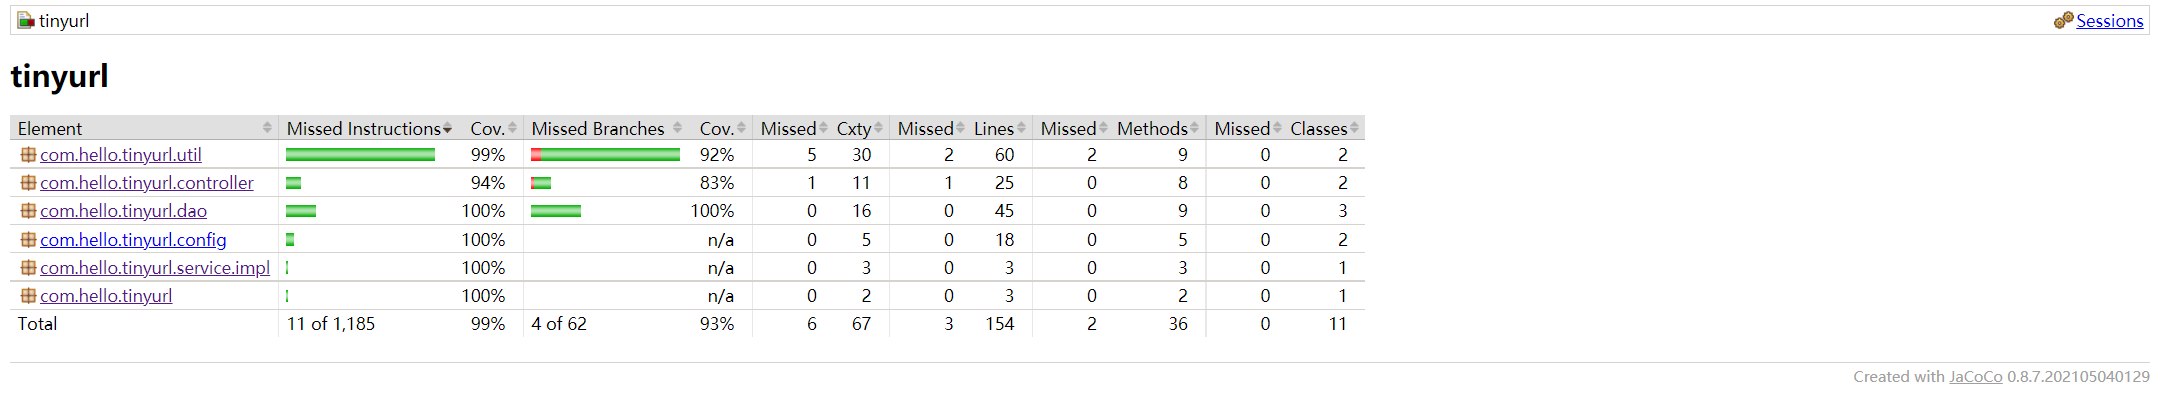 tinyurl Sessions
tinyurl
Element Missed Instructions Cov. Missed Branches Cov. Missed Cxty Missed Lines Missed Methods Missed Classes
com.hello.tinyurl.util 99% 92% 5 30 2 60 2 9 0 2
com.hello.tinyurl.controller 94% 83% 1 11 1 25 0 8 0 2
com.hello.tinyurl.dao 100% 100% 0 16 0 45 0 9 0 3
com.hello.tinyurl.config 100% n/a 0 5 0 18 0 5 0 2
com.hello.tinyurl.service.impl 100% n/a 0 3 0 3 0 3 0 1
com.hello.tinyurl 100% n/a 0 2 0 3 0 2 0 1
Total 11 of 1,185 99% 4 of 62 93% 6 67 3 154 2 36 0 11
Created with JaCoCo 0.8.7.202105040129